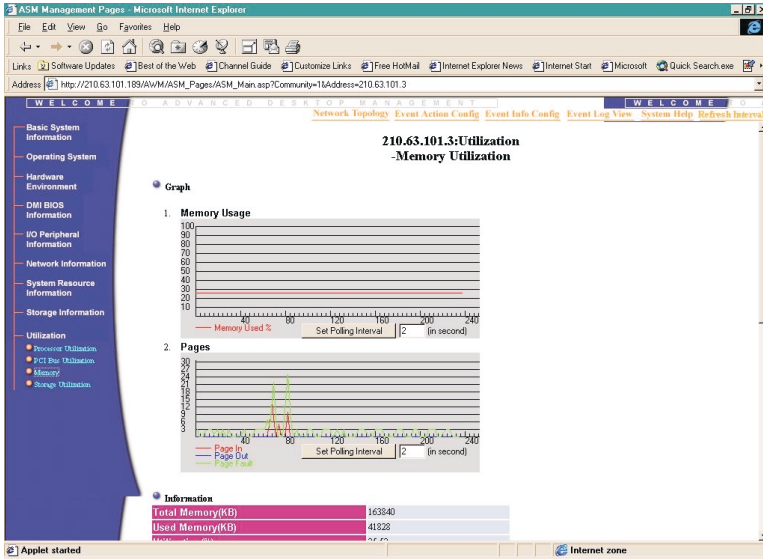 ASM Management Pages - Microsoft Internet Explorer
File Edit View Go Favorites Help
Links Software Updates Best of the Web Channel Guide Customize Links Free HotMail Internet Explorer News Internet Start Microsoft Quick Search.exe
Address http://210.63.101.189/AWM/ASM_Pages/ASM_Main.asp?Community=1&Address=210.63.101.3
WELCOME TO ADVANCED DESKTOP MANAGEMENT WELCOME TO A
Network Topology Event Action Config Event Info Config Event Log View System Help Refresh Interval
Basic System
Information
Operating System
Hardware
Environment
DMI BIOS
Information
I/O Peripheral
Information
Network Information
System Resource
Information
Storage Information
Utilization
Processor Utilization
PCI Bus Utilization
Memory
Storage Utilization
210.63.101.3:Utilization
-Memory Utilization
Graph
1. Memory Usage
100
90
80
70
60
50
40
30
20
10
40 80 120 160 200 240
Memory Used %
Set Polling Interval 2 (in second)
2. Pages
30
27
24
21
18
15
12
9
6
3
40 80 120 160 200 240
Page In
Page Out
Page Fault
Set Polling Interval 2 (in second)
Information
Total Memory(KB) 163840
Used Memory(KB) 41828
Applet started
Internet zone